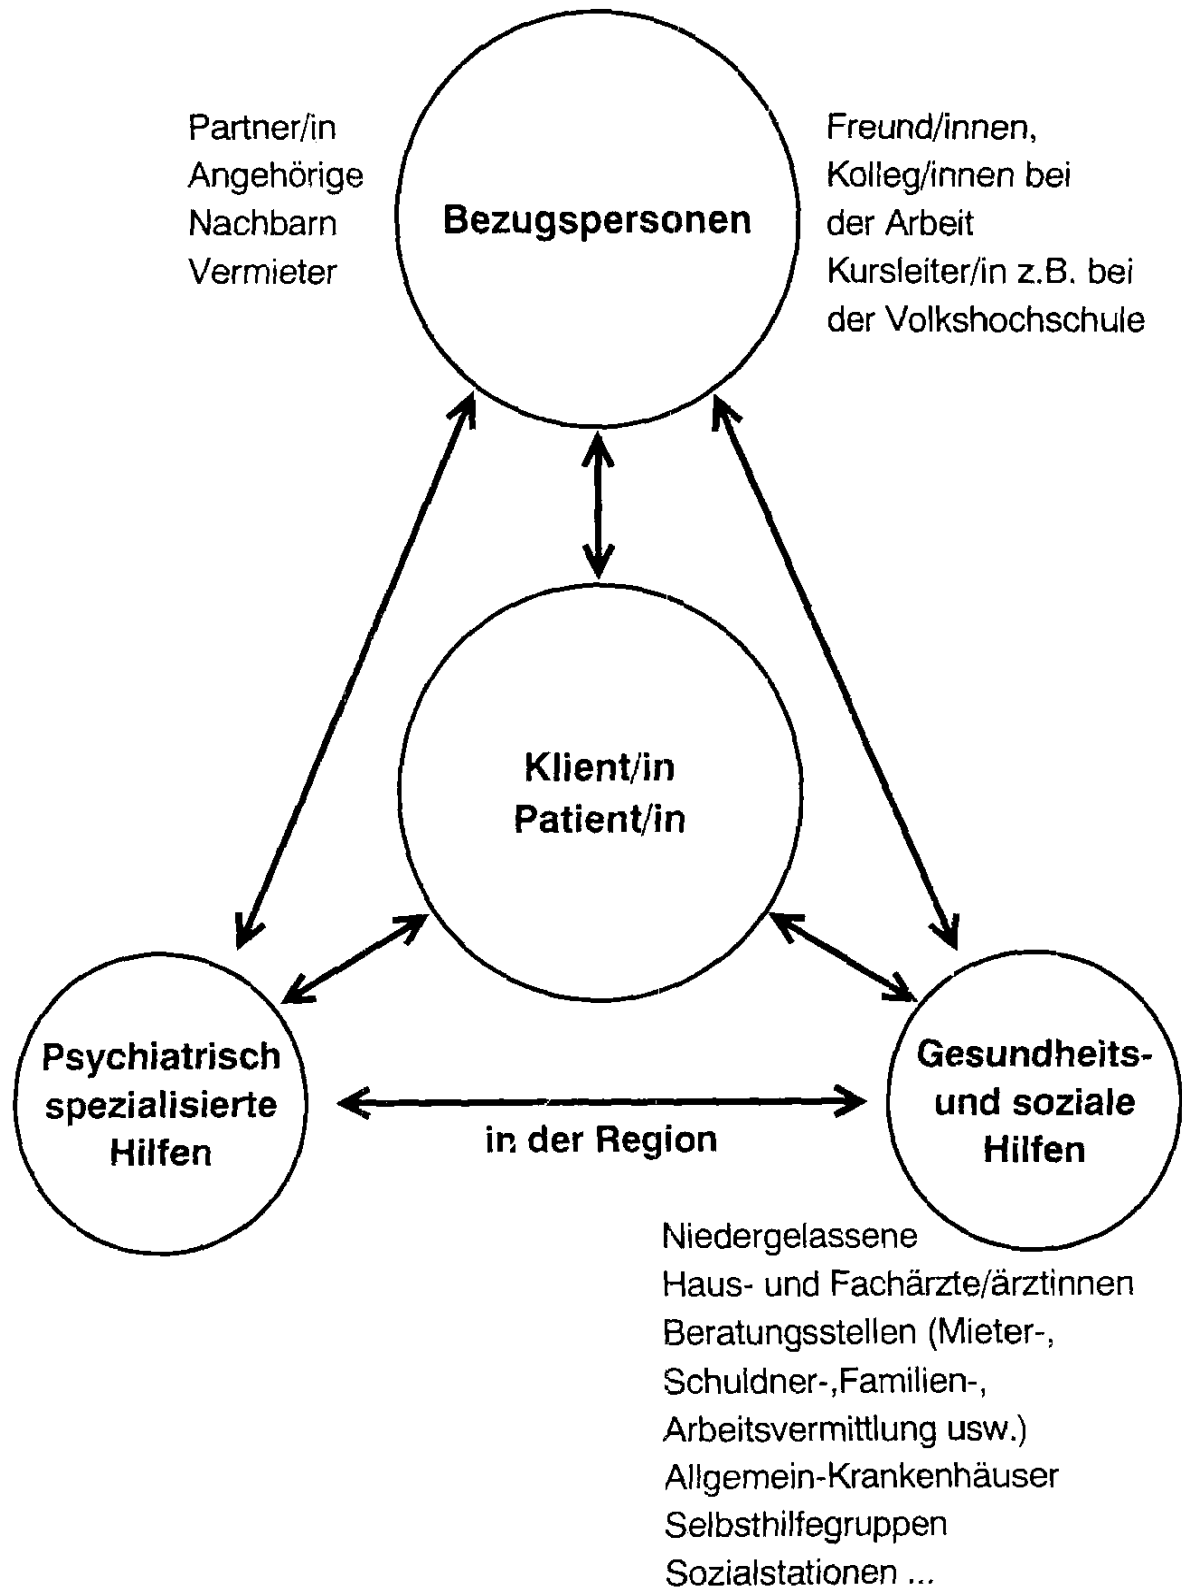 Partner/in
Angehörige
Nachbarn
Vermieter
Bezugspersonen
Freund/innen,
Kolleg/innen bei
der Arbeit
Kursleiter/in z.B. bei
der Volkshochschule
Klient/in
Patient/in
Psychiatrisch
spezialisierte
Hilfen
in der Region
Gesundheits-
und soziale
Hilfen
Niedergelassene
Haus- und Fachärzte/ärztinnen
Beratungsstellen (Mieter-,
Schuldner-,Familien-,
Arbeitsvermittlung usw.)
Allgemein-Krankenhäuser
Selbsthilfegruppen
Sozialstationen ...